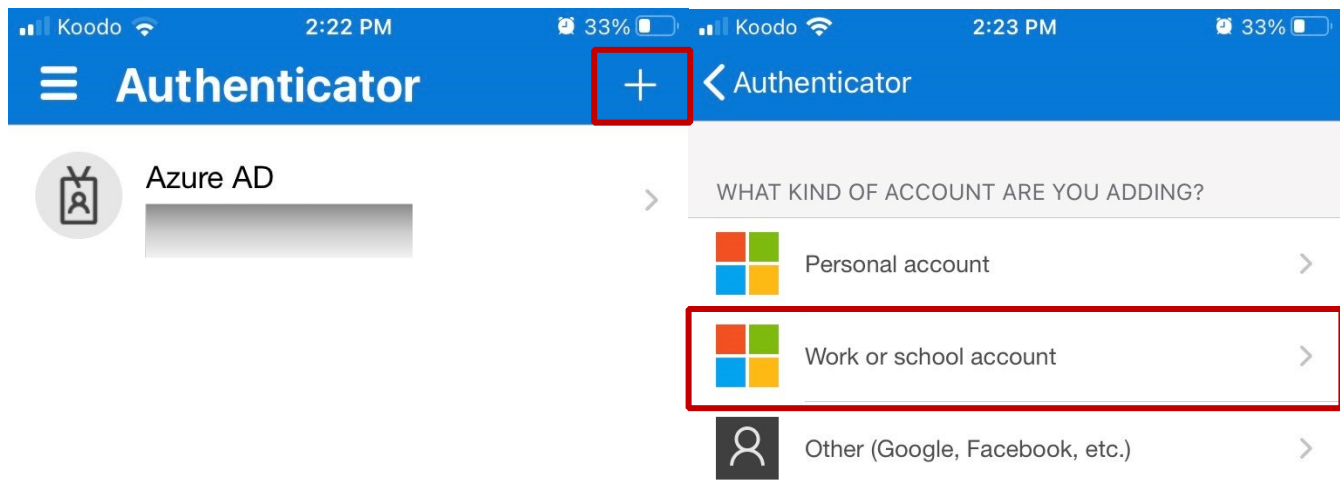 Koodo 2:22 PM 33%
Authenticator
Azure AD
Koodo 2:23 PM 33%
Authenticator
WHAT KIND OF ACCOUNT ARE YOU ADDING?
Personal account
Work or school account
Other (Google, Facebook, etc.)